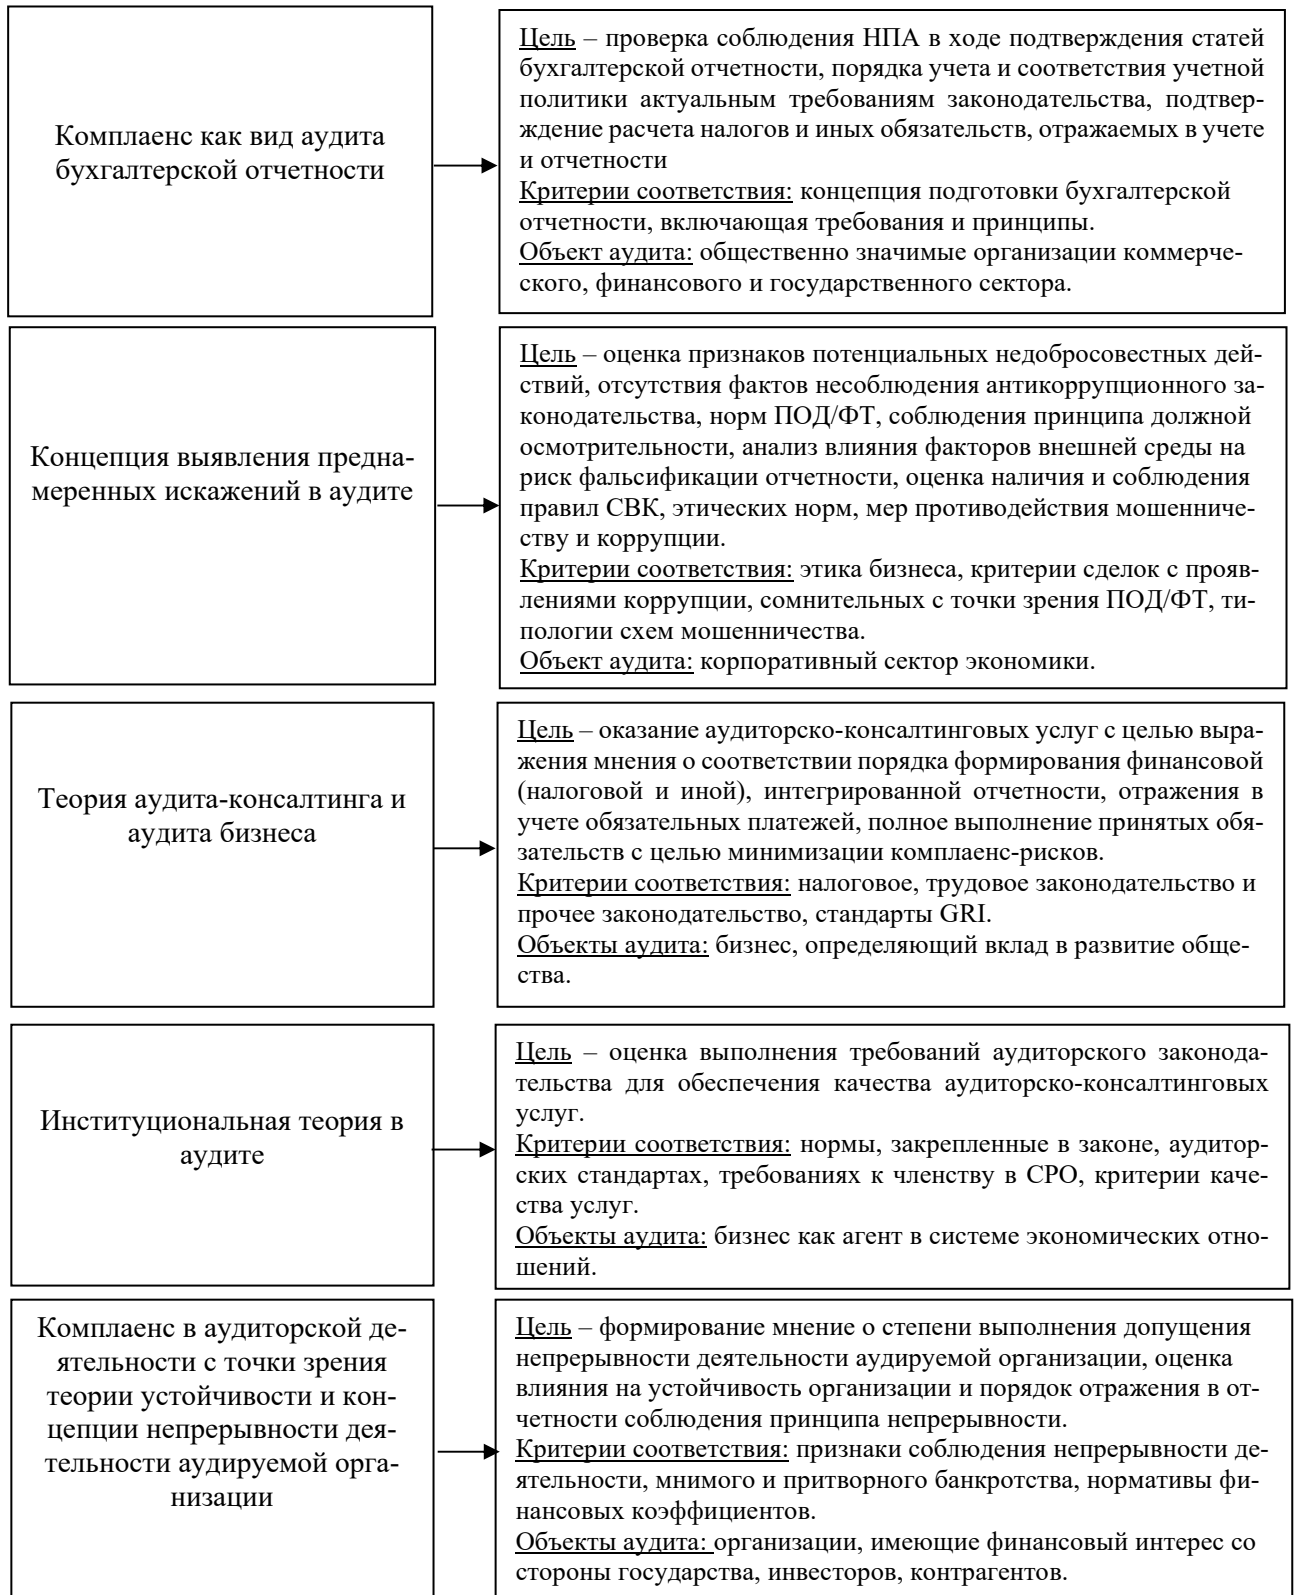 Комплаенс как вид аудита
бухгалтерской отчетности
Цель – проверка соблюдения НПА в ходе подтверждения статей
бухгалтерской отчетности, порядка учета и соответствия учетной
политики актуальным требованиям законодательства, подтвер-
ждение расчета налогов и иных обязательств, отражаемых в учете
и отчетности
Критерии соответствия: концепция подготовки бухгалтерской
отчетности, включающая требования и принципы.
Объект аудита: общественно значимые организации коммерче-
ского, финансового и государственного сектора.
Концепция выявления предна-
меренных искажений в аудите
Цель – оценка признаков потенциальных недобросовестных дей-
ствий, отсутствия фактов несоблюдения антикоррупционного за-
конодательства, норм ПОД/ФТ, соблюдения принципа должной
осмотрительности, анализ влияния факторов внешней среды на
риск фальсификации отчетности, оценка наличия и соблюдения
правил СВК, этических норм, мер противодействия мошенниче-
ству и коррупции.
Критерии соответствия: этика бизнеса, критерии сделок с прояв-
лениями коррупции, сомнительных с точки зрения ПОД/ФТ, ти-
пологии схем мошенничества.
Объект аудита: корпоративный сектор экономики.
Теория аудита-консалтинга и
аудита бизнеса
Цель – оказание аудиторско-консалтинговых услуг с целью выра-
жения мнения о соответствии порядка формирования финансовой
(налоговой и иной), интегрированной отчетности, отражения в
учете обязательных платежей, полное выполнение принятых обя-
зательств с целью минимизации комплаенс-рисков.
Критерии соответствия: налоговое, трудовое законодательство и
прочее законодательство, стандарты GRI.
Объекты аудита: бизнес, определяющий вклад в развитие обще-
ства.
Институциональная теория в
аудите
Цель – оценка выполнения требований аудиторского законода-
тельства для обеспечения качества аудиторско-консалтинговых
услуг.
Критерии соответствия: нормы, закрепленные в законе, аудитор-
ских стандартах, требованиях к членству в СРО, критерии каче-
ства услуг.
Объекты аудита: бизнес как агент в системе экономических отно-
шений.
Комплаенс в аудиторской де-
ятельности с точки зрения
теории устойчивости и кон-
цепции непрерывности дея-
тельности аудируемой орга-
низации
Цель – формирование мнение о степени выполнения допущения
непрерывности деятельности аудируемой организации, оценка
влияния на устойчивость организации и порядок отражения в от-
четности соблюдения принципа непрерывности.
Критерии соответствия: признаки соблюдения непрерывности де-
ятельности, мнимого и притворного банкротства, нормативы фи-
нансовых коэффициентов.
Объекты аудита: организации, имеющие финансовый интерес со
стороны государства, инвесторов, контрагентов.